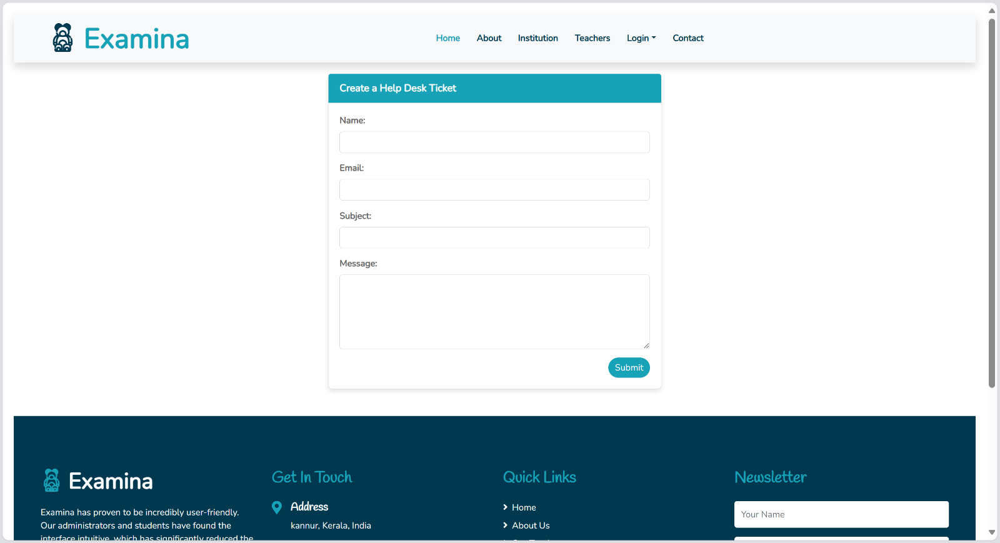 Examina
Home About Institution Teachers Login Contact
Create a Help Desk Ticket
Name:
Email:
Subject:
Message:
Submit
Examina
Examina has proven to be incredibly user-friendly.
Our administrators and students have found the
interface intuitive, which has significantly reduced the
Get In Touch
Address
kannur, Kerala, India
Quick Links
Home
About Us
Newsletter
Your Name